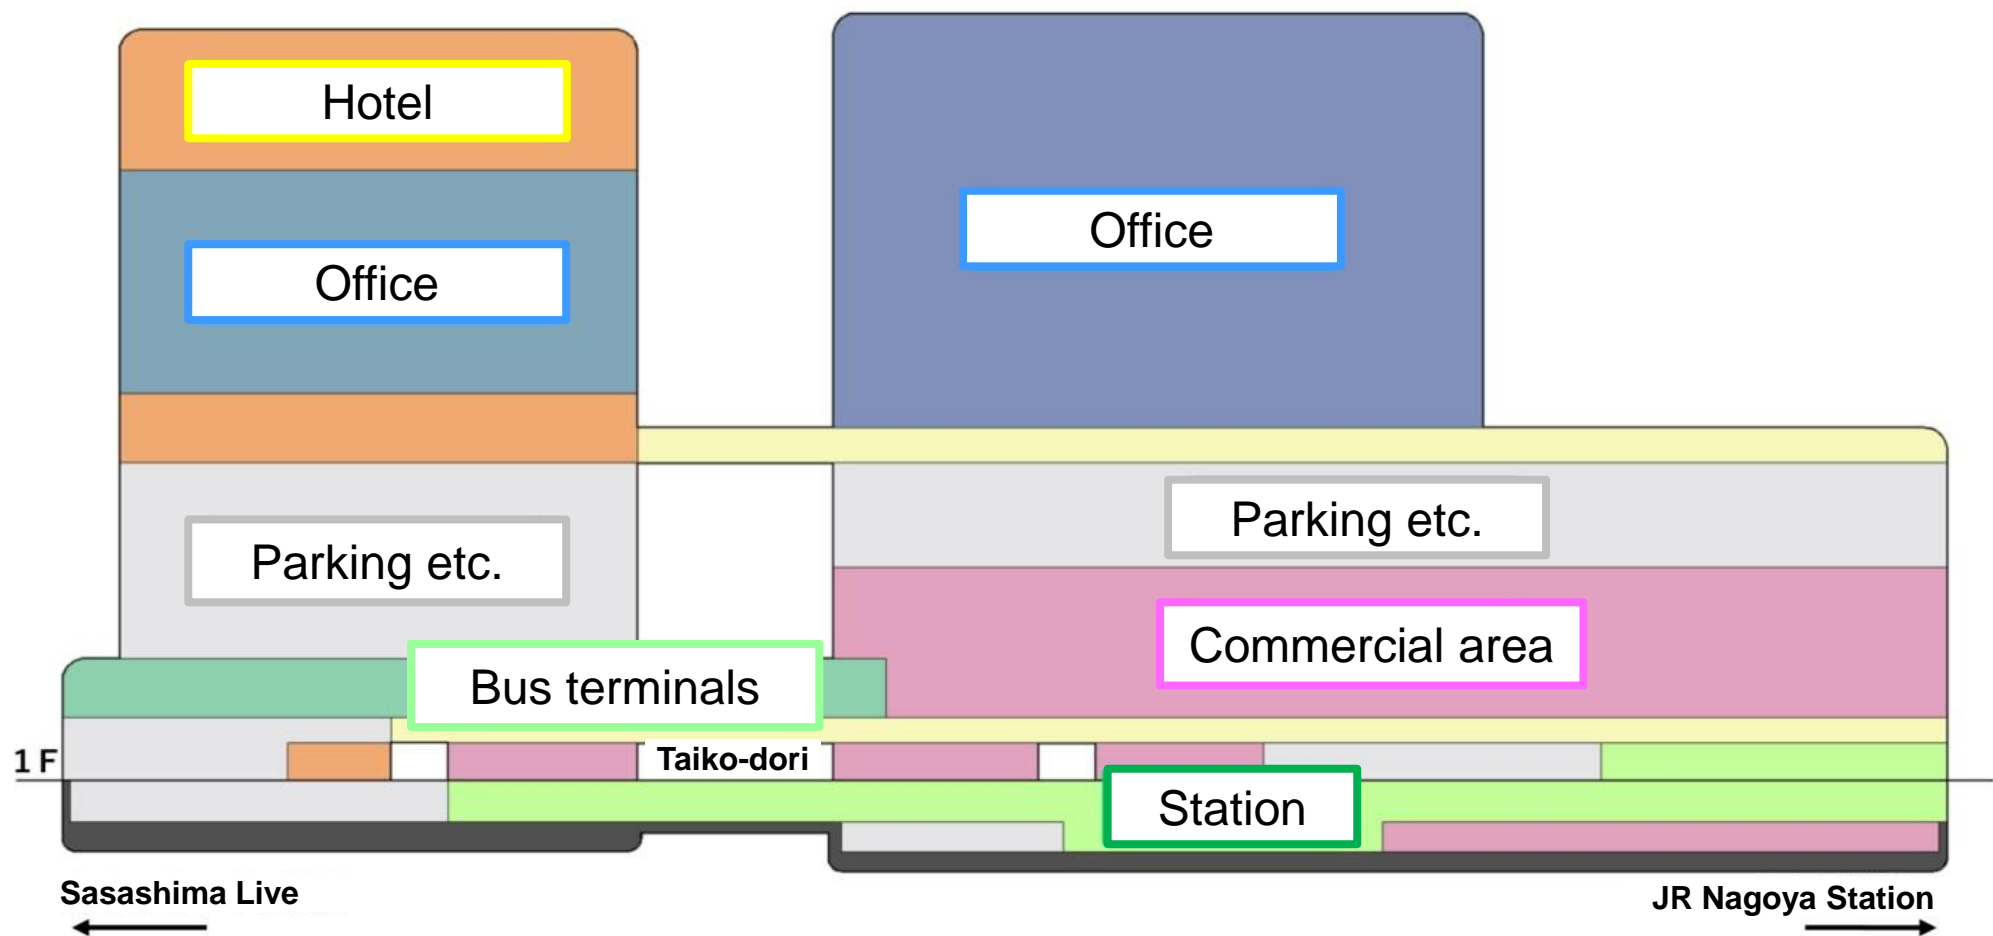 Hotel
Office
Office
Parking etc.
Parking etc.
Commercial area
Bus terminals
1 F
Taiko-dori
Station
Sasashima Live
JR Nagoya Station